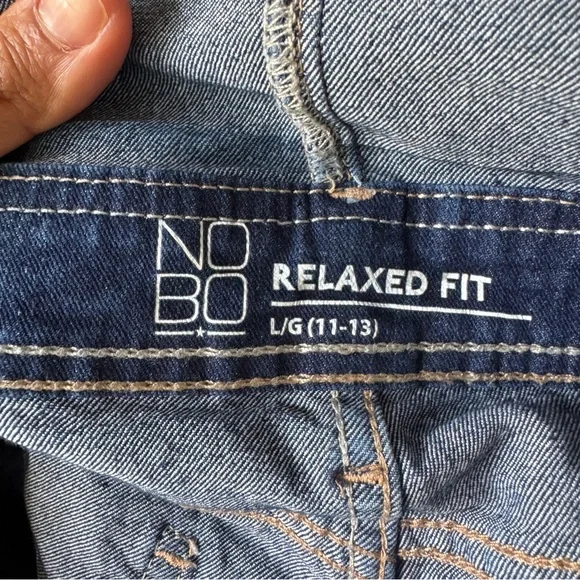 NO
BO
RELAXED FIT
L/G (11-13)